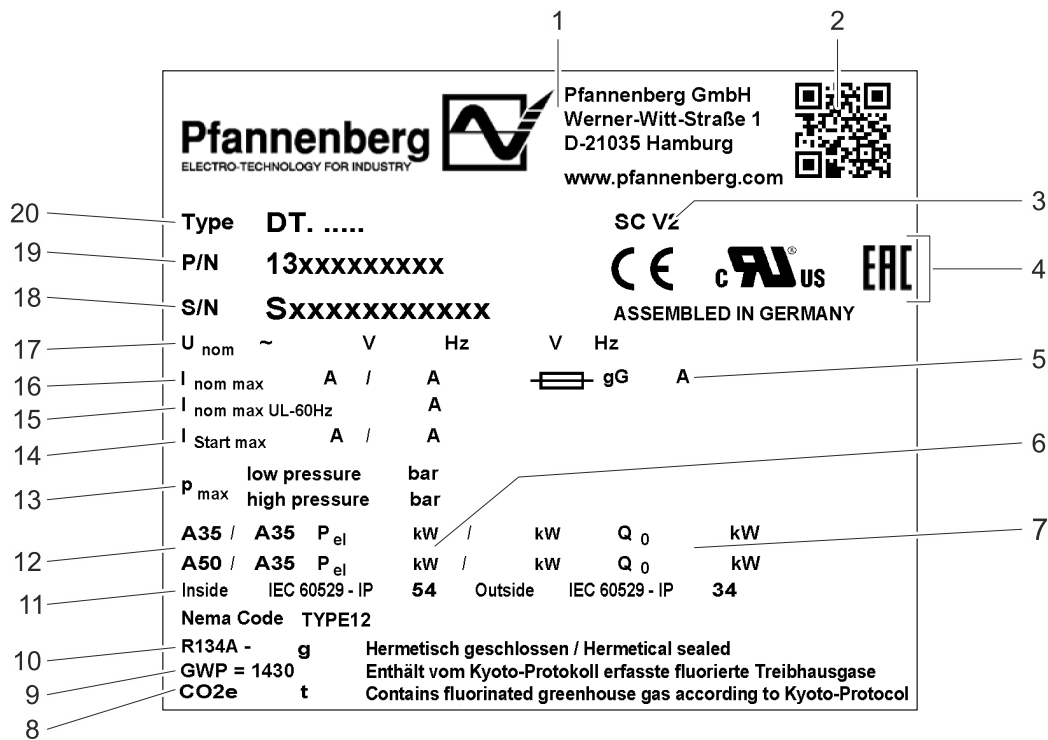 1
2
Pfannenberg
ELECTRO-TECHNOLOGY FOR INDUSTRY
Pfannenberg GmbH
Werner-Witt-Straße 1
D-21035 Hamburg
www.pfannenberg.com
20 Type DT. ..... SC V2 3
19 P/N 13xxxxxxxxx CE c RU ® US EAC 4
18 S/N Sxxxxxxxxxxx ASSEMBLED IN GERMANY
17 U nom ~ V Hz V Hz
16 I nom max A / A gG A 5
15 I nom max UL-60Hz A
14 I Start max A / A
6
13 p max low pressure bar
high pressure bar
12 A35 / A35 P el kW / kW Q 0 kW 7
A50 / A35 P el kW / kW Q 0 kW
11 Inside IEC 60529 - IP 54 Outside IEC 60529 - IP 34
Nema Code TYPE12
10 R134A - g Hermetisch geschlossen / Hermetical sealed
9 GWP = 1430 Enthält vom Kyoto-Protokoll erfasste fluorierte Treibhausgase
8 CO2e t Contains fluorinated greenhouse gas according to Kyoto-Protocol